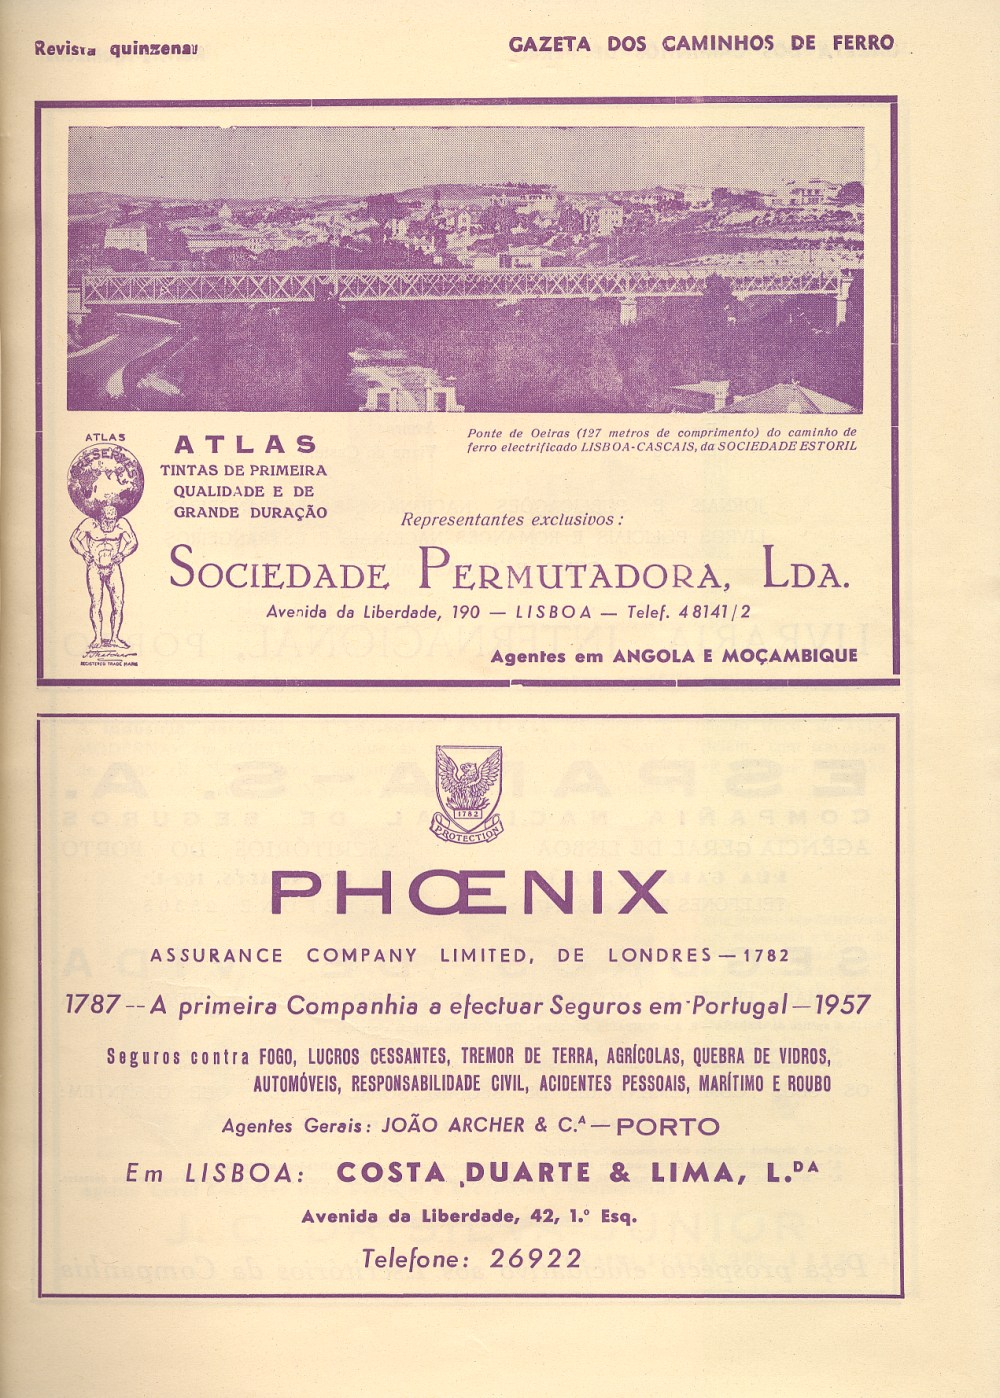 Revista quinzenal
GAZETA DOS CAMINHOS DE FERRO
Ponte de Oeiras (127 metros de comprimento) do caminho de
ferro electrificado LISBOA-CASCAIS, da SOCIEDADE ESTORIL
ATLAS
PRESERVES
ATLAS
TINTAS DE PRIMEIRA
QUALIDADE E DE
GRANDE DURAÇÃO
REGISTERED TRADE MARK
Representantes exclusivos:
SOCIEDADE PERMUTADORA, LDA.
Avenida da Liberdade, 190 — LISBOA — Telef. 48141/2
Agentes em ANGOLA E MOÇAMBIQUE
1782
PROTECTION
PHŒNIX
ASSURANCE COMPANY LIMITED, DE LONDRES—1782
1787--A primeira Companhia a efectuar Seguros em Portugal—1957
Seguros contra FOGO, LUCROS CESSANTES, TREMOR DE TERRA, AGRÍCOLAS, QUEBRA DE VIDROS,
AUTOMÓVEIS, RESPONSABILIDADE CIVIL, ACIDENTES PESSOAIS, MARÍTIMO E ROUBO
Agentes Gerais: JOÃO ARCHER & C.ª—PORTO
Em LISBOA: COSTA DUARTE & LIMA, L.DA
Avenida da Liberdade, 42, 1.º Esq.
Telefone: 26922